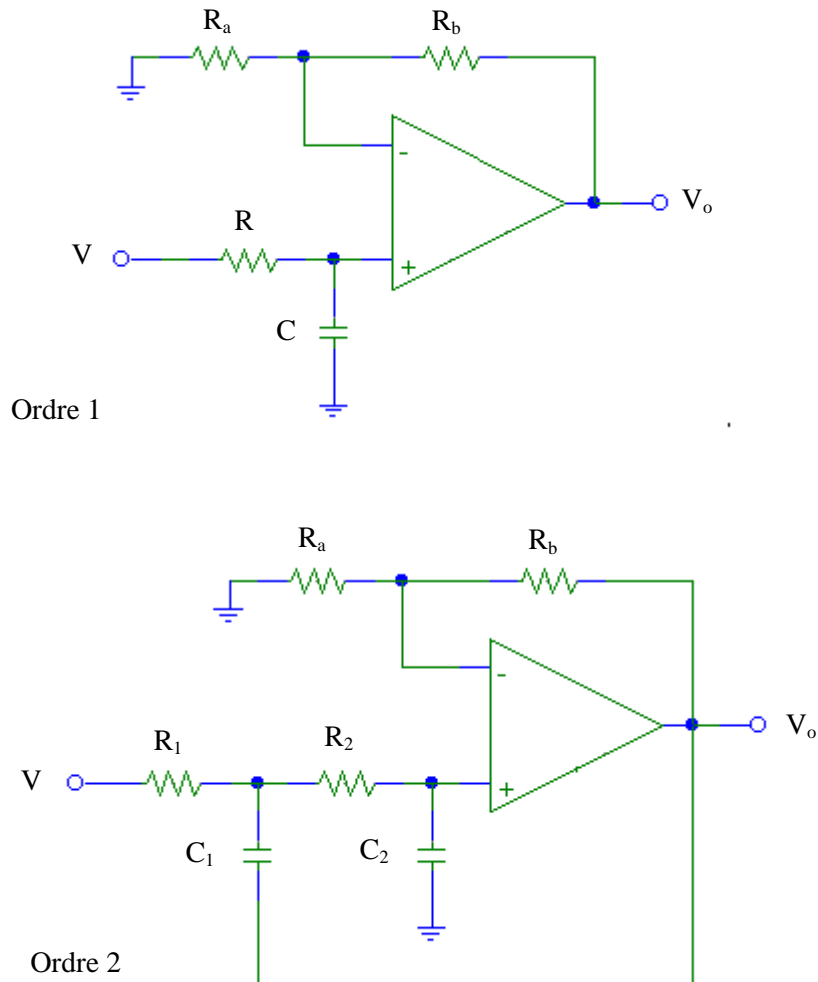 Ra Rb
-
Vo
R
V
+
C
Ordre 1
Ra Rb
-
Vo
R1 R2
V
+
C1 C2
Ordre 2